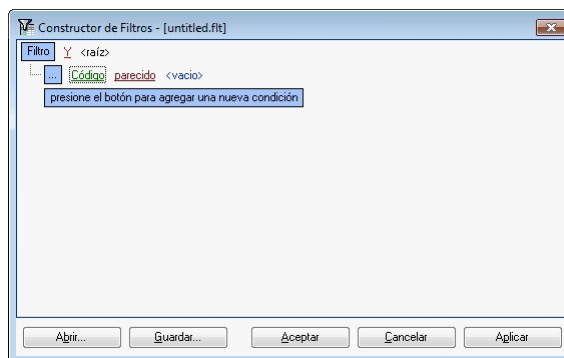 Constructor de Filtros - [untitled.flt]
Filtro Y <raíz>
... Código parecido <vacio>
presione el botón para agregar una nueva condición
Abrir... Guardar... Aceptar Cancelar Aplicar